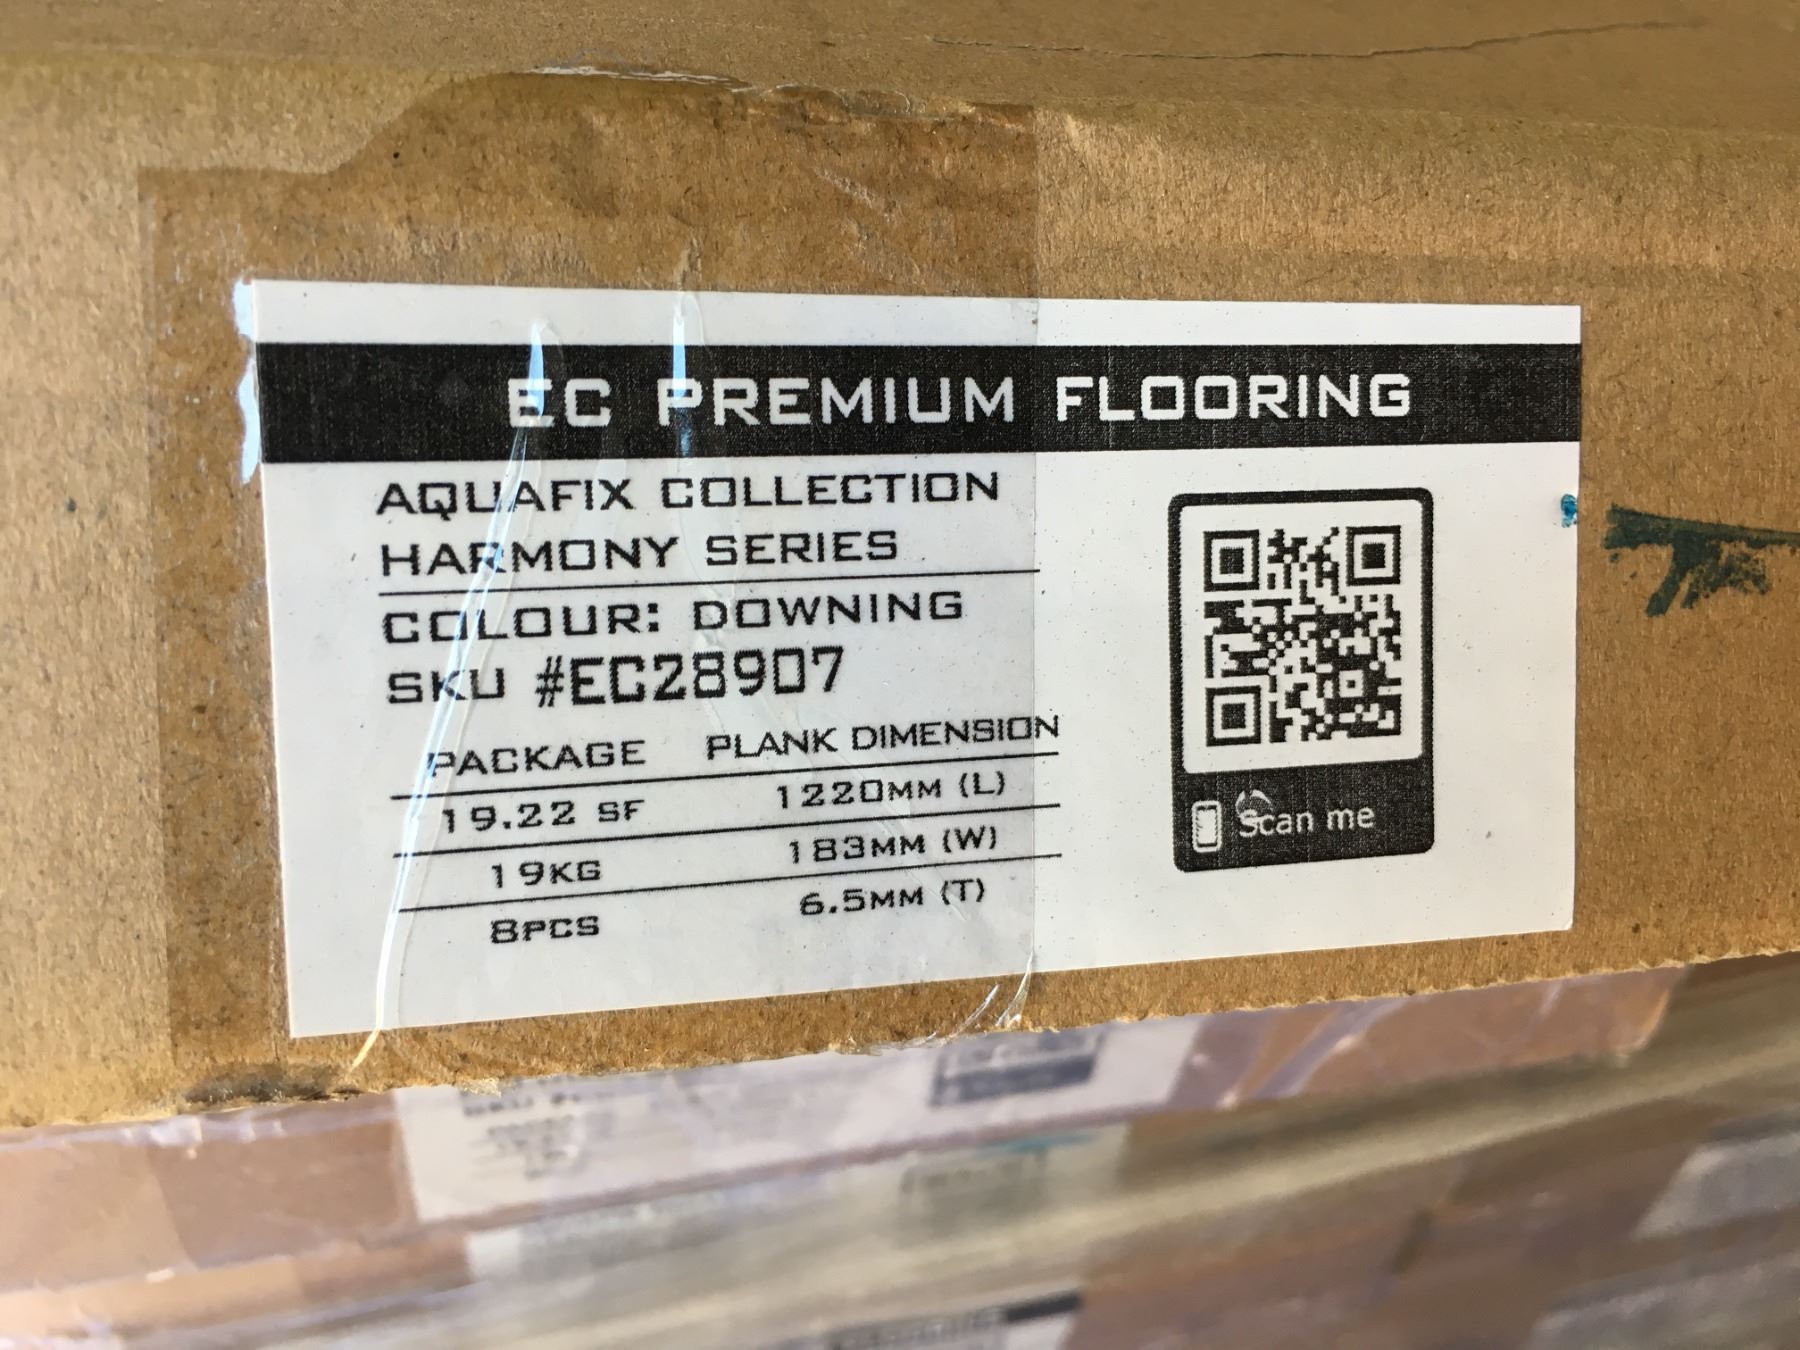 EC PREMIUM FLOORING
AQUAFIX COLLECTION
HARMONY SERIES
COLOUR: DOWNING
SKU #EC28907
PACKAGE PLANK DIMENSION
19.22 SF 1220MM (L)
19KG 183MM (W)
8PCS 6.5MM (T)
Scan me